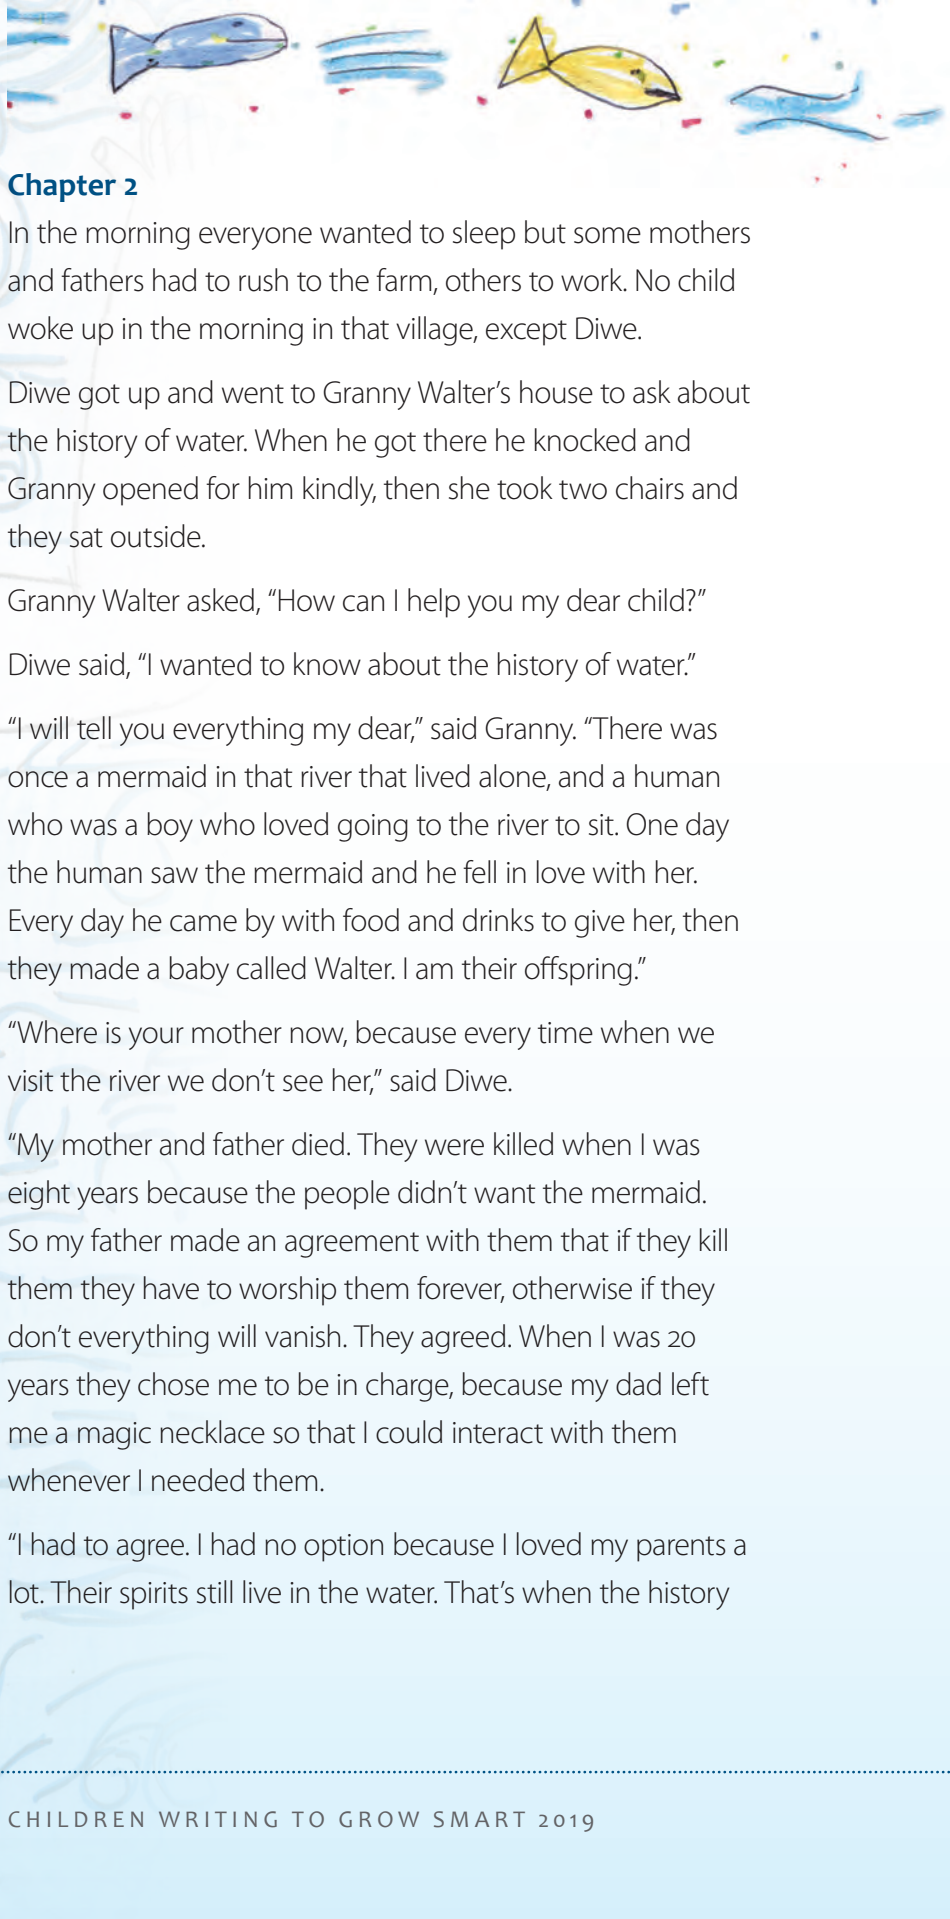 Chapter 2
In the morning everyone wanted to sleep but some mothers
and fathers had to rush to the farm, others to work. No child
woke up in the morning in that village, except Diwe.
Diwe got up and went to Granny Walter’s house to ask about
the history of water. When he got there he knocked and
Granny opened for him kindly, then she took two chairs and
they sat outside.
Granny Walter asked, “How can I help you my dear child?”
Diwe said, “I wanted to know about the history of water.”
“I will tell you everything my dear,” said Granny. “There was
once a mermaid in that river that lived alone, and a human
who was a boy who loved going to the river to sit. One day
the human saw the mermaid and he fell in love with her.
Every day he came by with food and drinks to give her, then
they made a baby called Walter. I am their offspring.”
“Where is your mother now, because every time when we
visit the river we don’t see her,” said Diwe.
“My mother and father died. They were killed when I was
eight years because the people didn’t want the mermaid.
So my father made an agreement with them that if they kill
them they have to worship them forever, otherwise if they
don’t everything will vanish. They agreed. When I was 20
years they chose me to be in charge, because my dad left
me a magic necklace so that I could interact with them
whenever I needed them.
“I had to agree. I had no option because I loved my parents a
lot. Their spirits still live in the water. That’s when the history
CHILDREN WRITING TO GROW SMART 2019